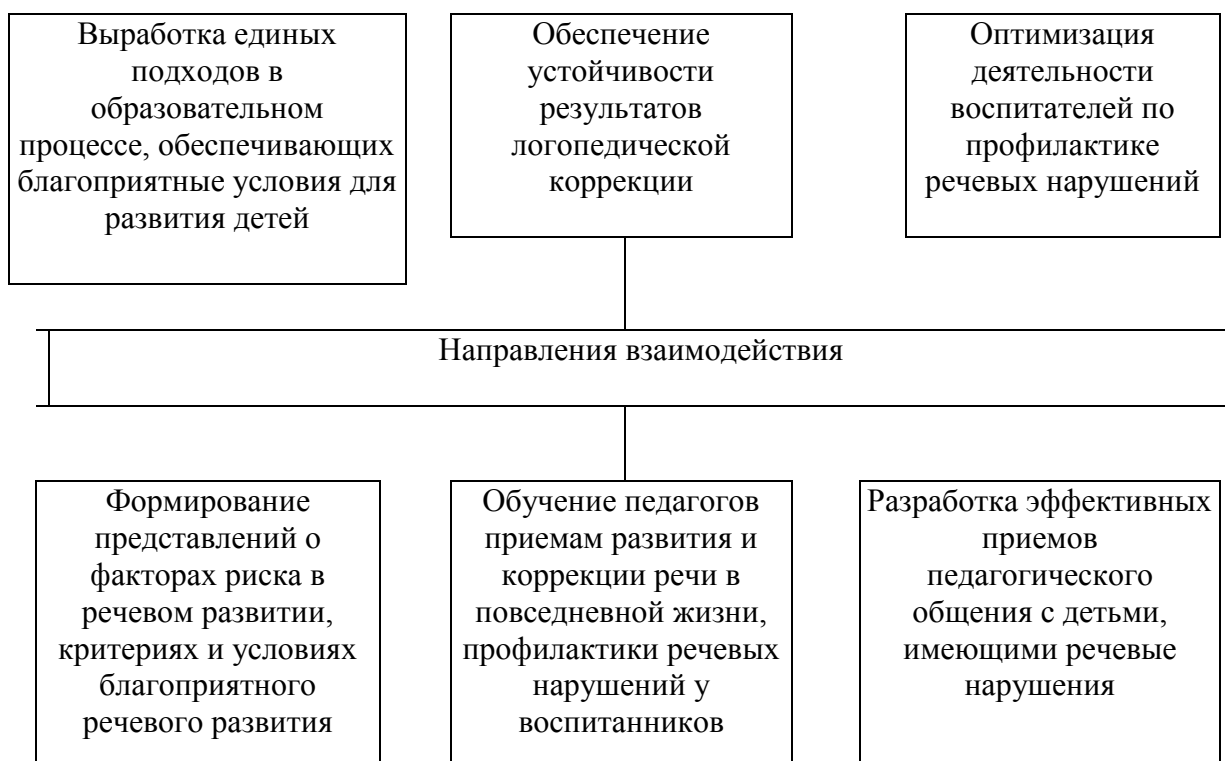 Выработка единых
подходов в
образовательном
процессе, обеспечивающих
благоприятные условия для
развития детей
Обеспечение
устойчивости
результатов
логопедической
коррекции
Оптимизация
деятельности
воспитателей по
профилактике
речевых нарушений
Направления взаимодействия
Формирование
представлений о
факторах риска в
речевом развитии,
критериях и условиях
благоприятного
речевого развития
Обучение педагогов
приемам развития и
коррекции речи в
повседневной жизни,
профилактики речевых
нарушений у
воспитанников
Разработка эффективных
приемов
педагогического
общения с детьми,
имеющими речевые
нарушения